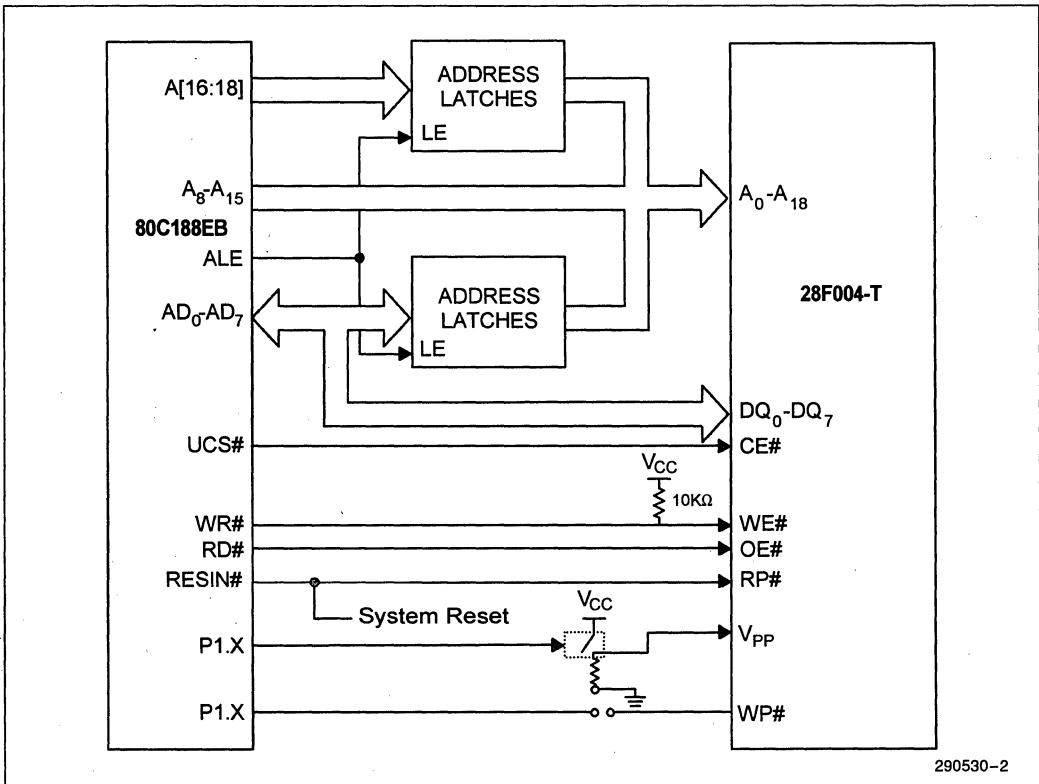 A[16:18]
ADDRESS
LATCHES
LE
A8-A15
80C188EB
ALE
AD0-AD7
ADDRESS
LATCHES
LE
A0-A18
28F004-T
DQ0-DQ7
UCS#
CE#
VCC
10KΩ
WR#
WE#
RD#
OE#
RESIN#
RP#
System Reset
VCC
P1.X
VPP
P1.X
WP#
290530-2